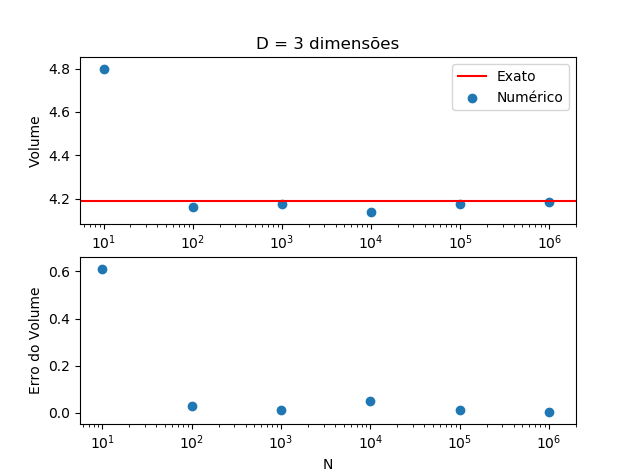 D = 3 dimensões
Volume
4.8
4.6
4.4
4.2
Exato
Numérico
10¹ 10² 10³ 10⁴ 10⁵ 10⁶
Erro do Volume
0.6
0.4
0.2
0.0
10¹ 10² 10³ 10⁴ 10⁵ 10⁶
N